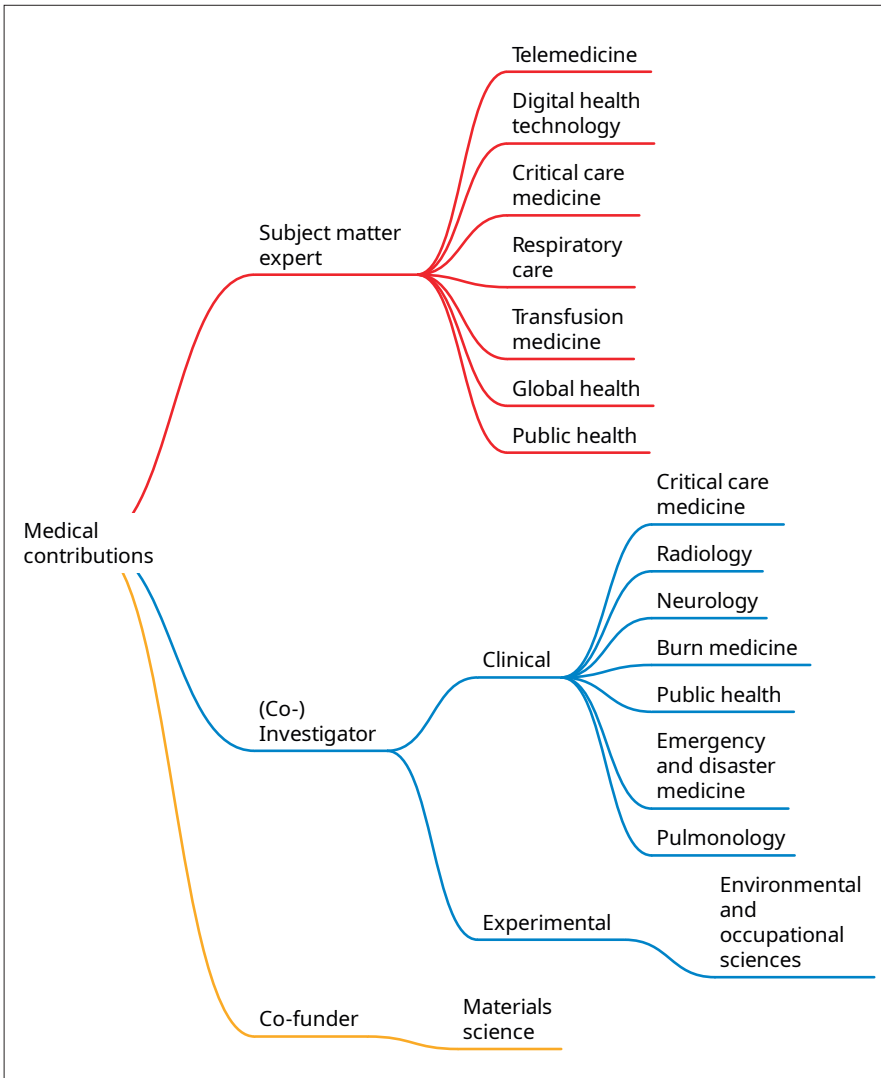 Telemedicine
Digital health
technology
Critical care
medicine
Respiratory
care
Transfusion
medicine
Global health
Public health
Subject matter
expert
Medical
contributions
Critical care
medicine
Radiology
Neurology
Burn medicine
Public health
Emergency
and disaster
medicine
Pulmonology
Clinical
(Co-)
Investigator
Experimental
Environmental
and
occupational
sciences
Co-funder
Materials
science